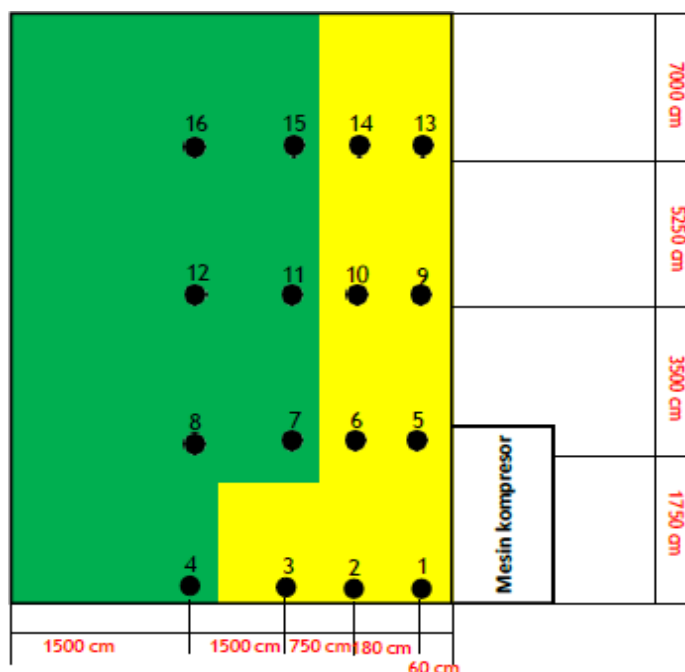 16 15 14 13
12 11 10 9
8 7 6 5
4 3 2 1
Mesin kompresor
7000 cm
5250 cm
3500 cm
1750 cm
1500 cm 1500 cm 750 cm 180 cm
60 cm